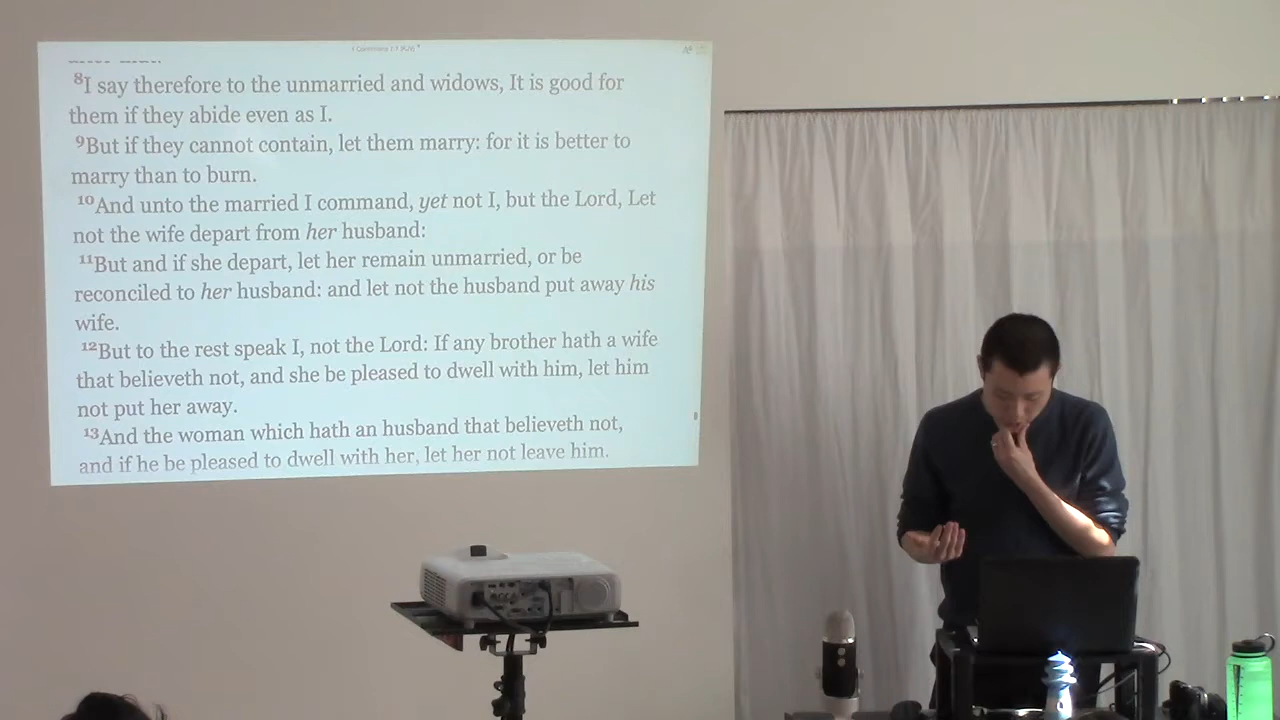 ⁸I say therefore to the unmarried and widows, It is good for
them if they abide even as I.
⁹But if they cannot contain, let them marry: for it is better to
marry than to burn.
¹⁰And unto the married I command, yet not I, but the Lord, Let
not the wife depart from her husband:
¹¹But and if she depart, let her remain unmarried, or be
reconciled to her husband: and let not the husband put away his
wife.
¹²But to the rest speak I, not the Lord: If any brother hath a wife
that believeth not, and she be pleased to dwell with him, let him
not put her away.
¹³And the woman which hath an husband that believeth not,
and if he be pleased to dwell with her, let her not leave him.